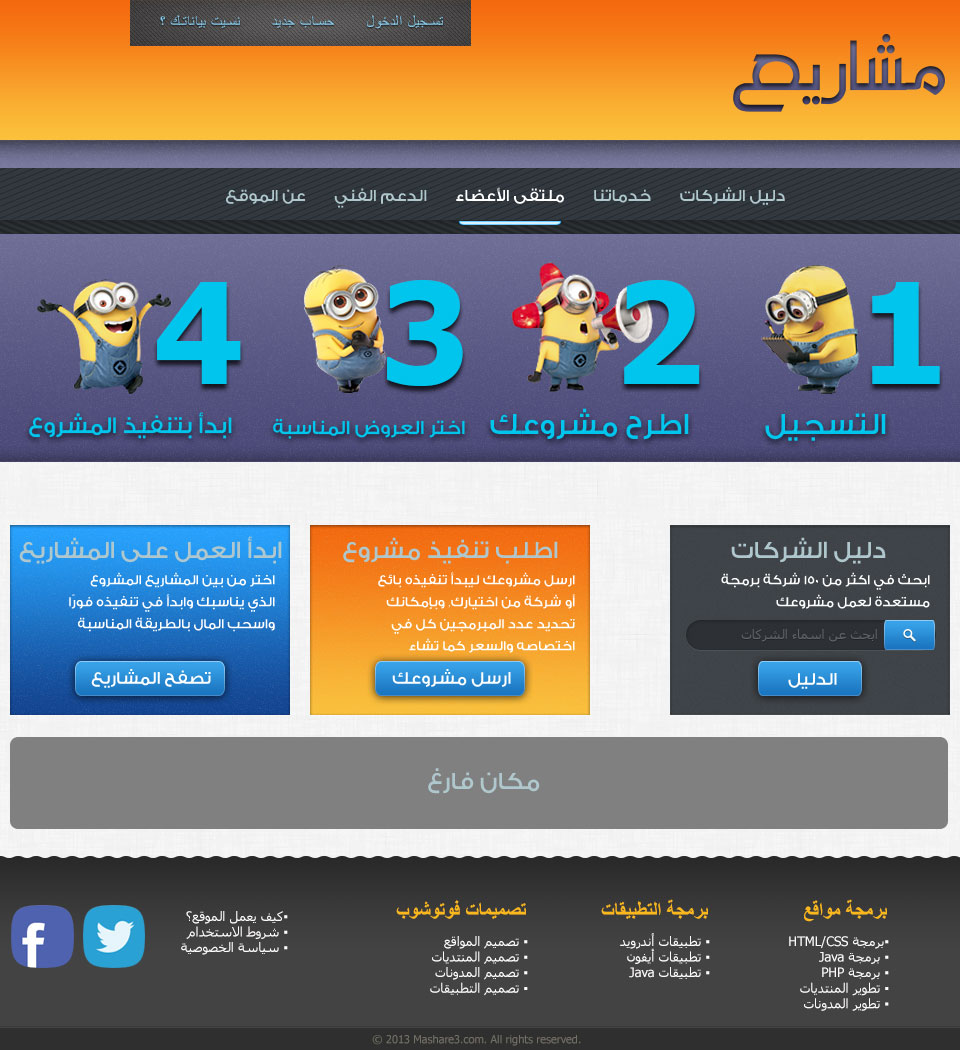 تسجيل الدخول
حساب جديد
نسيت بياناتك ؟
مشاريع
دليل الشركات
خدماتنا
ملتقى الأعضاء
الدعم الفني
عن الموقع
1
2
3
4
التسجيل
اطرح مشروعك
اختر العروض المناسبة
ابدأ بتنفيذ المشروع
دليل الشركات
ابحث في اكثر من ١٥٠ شركة برمجة
مستعدة لعمل مشروعك
ابحث عن اسماء الشركات
الدليل
اطلب تنفيذ مشروع
ارسل مشروعك ليبدأ تنفيذه بائع
أو شركة من اختيارك. وبإمكانك
تحديد عدد المبرمجين كل في
اختصاصه والسعر كما تشاء
ارسل مشروعك
ابدأ العمل على المشاريع
اختر من بين المشاريع المشروع
الذي يناسبك وابدأ في تنفيذه فورًا
واسحب المال بالطريقة المناسبة
تصفح المشاريع
مكان فارغ
برمجة مواقع
▪برمجة HTML/CSS
▪ برمجة Java
▪ برمجة PHP
▪ تطوير المنتديات
▪ تطوير المدونات
برمجة التطبيقات
▪ تطبيقات أندرويد
▪ تطبيقات أيفون
▪ تطبيقات Java
تصميمات فوتوشوب
▪ تصميم المواقع
▪ تصميم المنتديات
▪ تصميم المدونات
▪ تصميم التطبيقات
▪كيف يعمل الموقع؟
▪ شروط الاستخدام
▪ سياسة الخصوصية
© 2013 Mashare3.com. All rights reserved.